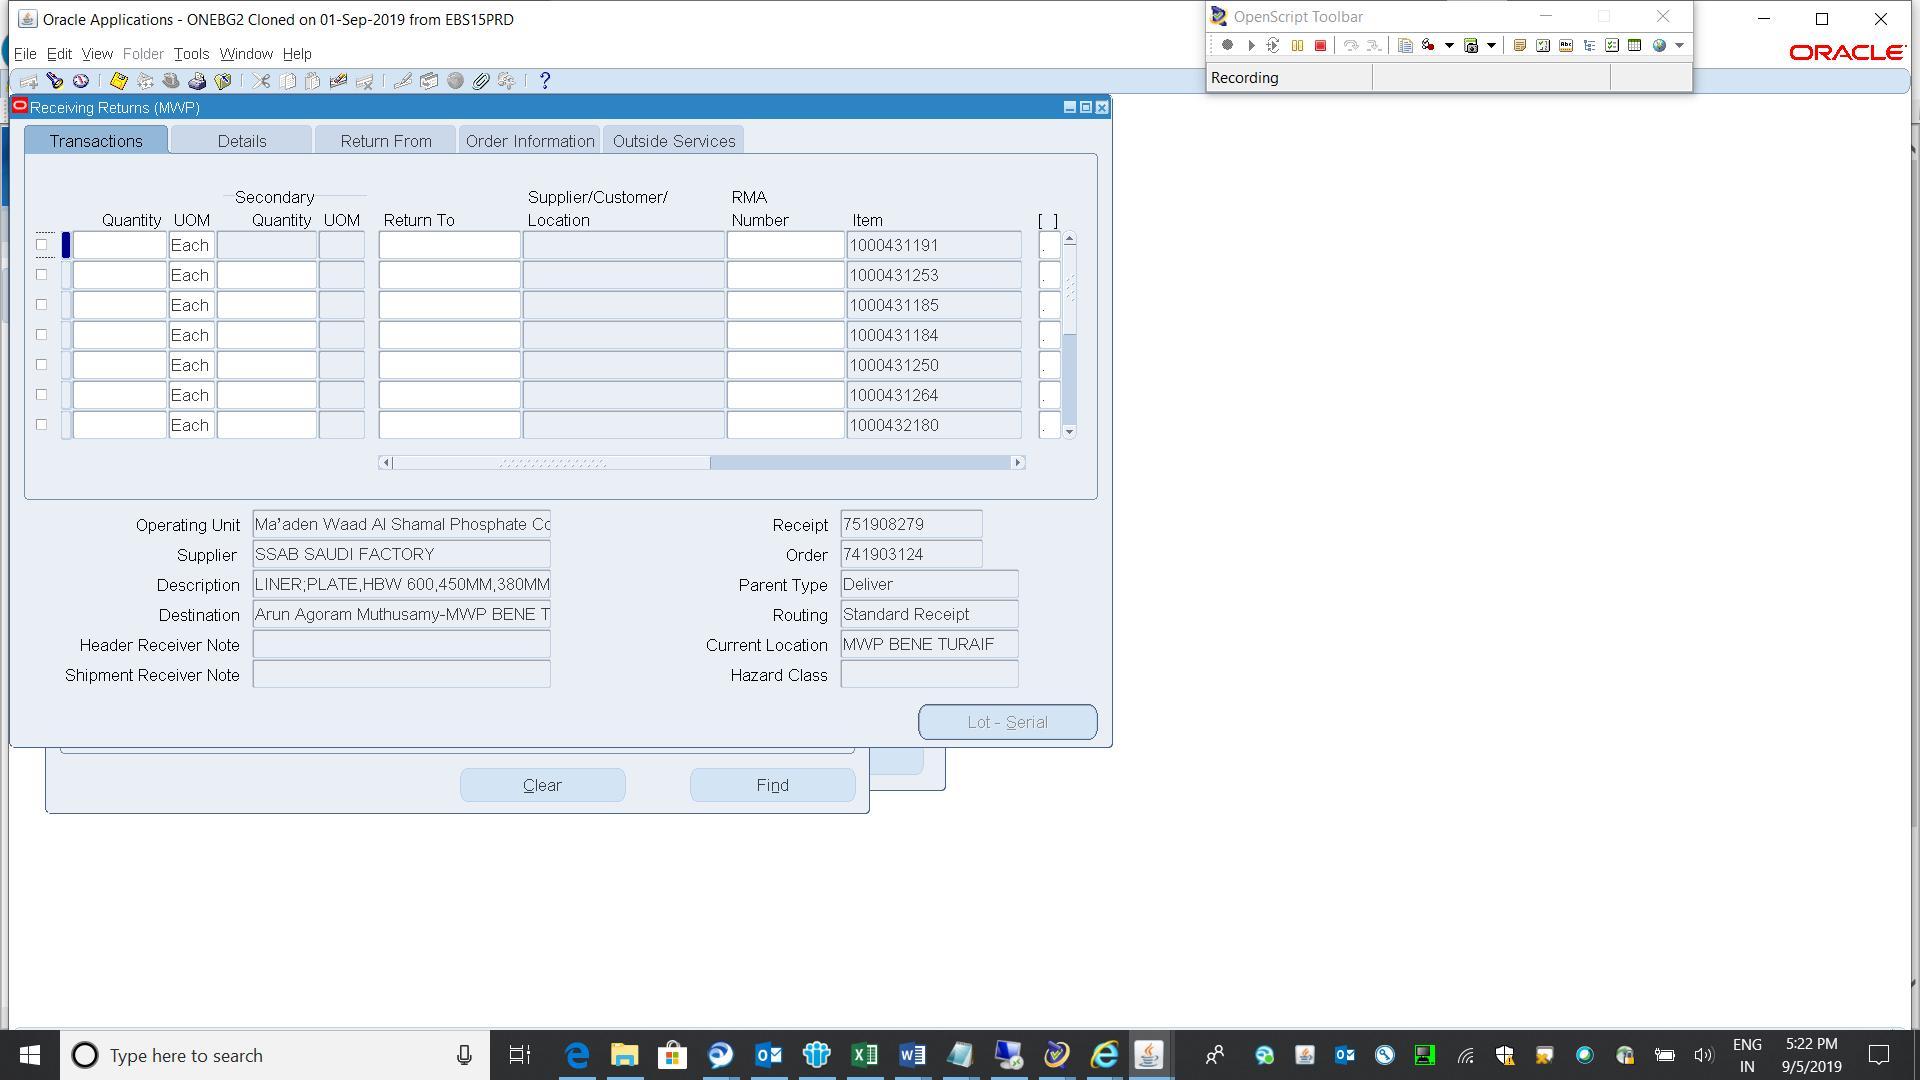 Oracle Applications - ONEBG2 Cloned on 01-Sep-2019 from EBS15PRD
OpenScript Toolbar
File Edit View Folder Tools Window Help
ORACLE
Recording
Receiving Returns (MWP)
Transactions Details Return From Order Information Outside Services
Secondary Supplier/Customer/ RMA
Quantity UOM Quantity UOM Return To Location Number Item [ ]
Each 1000431191 .
Each 1000431253 .
Each 1000431185 .
Each 1000431184 .
Each 1000431250 .
Each 1000431264 .
Each 1000432180 .
Operating Unit Ma'aden Waad Al Shamal Phosphate Co Receipt 751908279
Supplier SSAB SAUDI FACTORY Order 741903124
Description LINER;PLATE,HBW 600,450MM,380MM Parent Type Deliver
Destination Arun Agoram Muthusamy-MWP BENE T Routing Standard Receipt
Header Receiver Note Current Location MWP BENE TURAIF
Shipment Receiver Note Hazard Class
Lot - Serial
Clear Find
Type here to search
ENG
IN
5:22 PM
9/5/2019